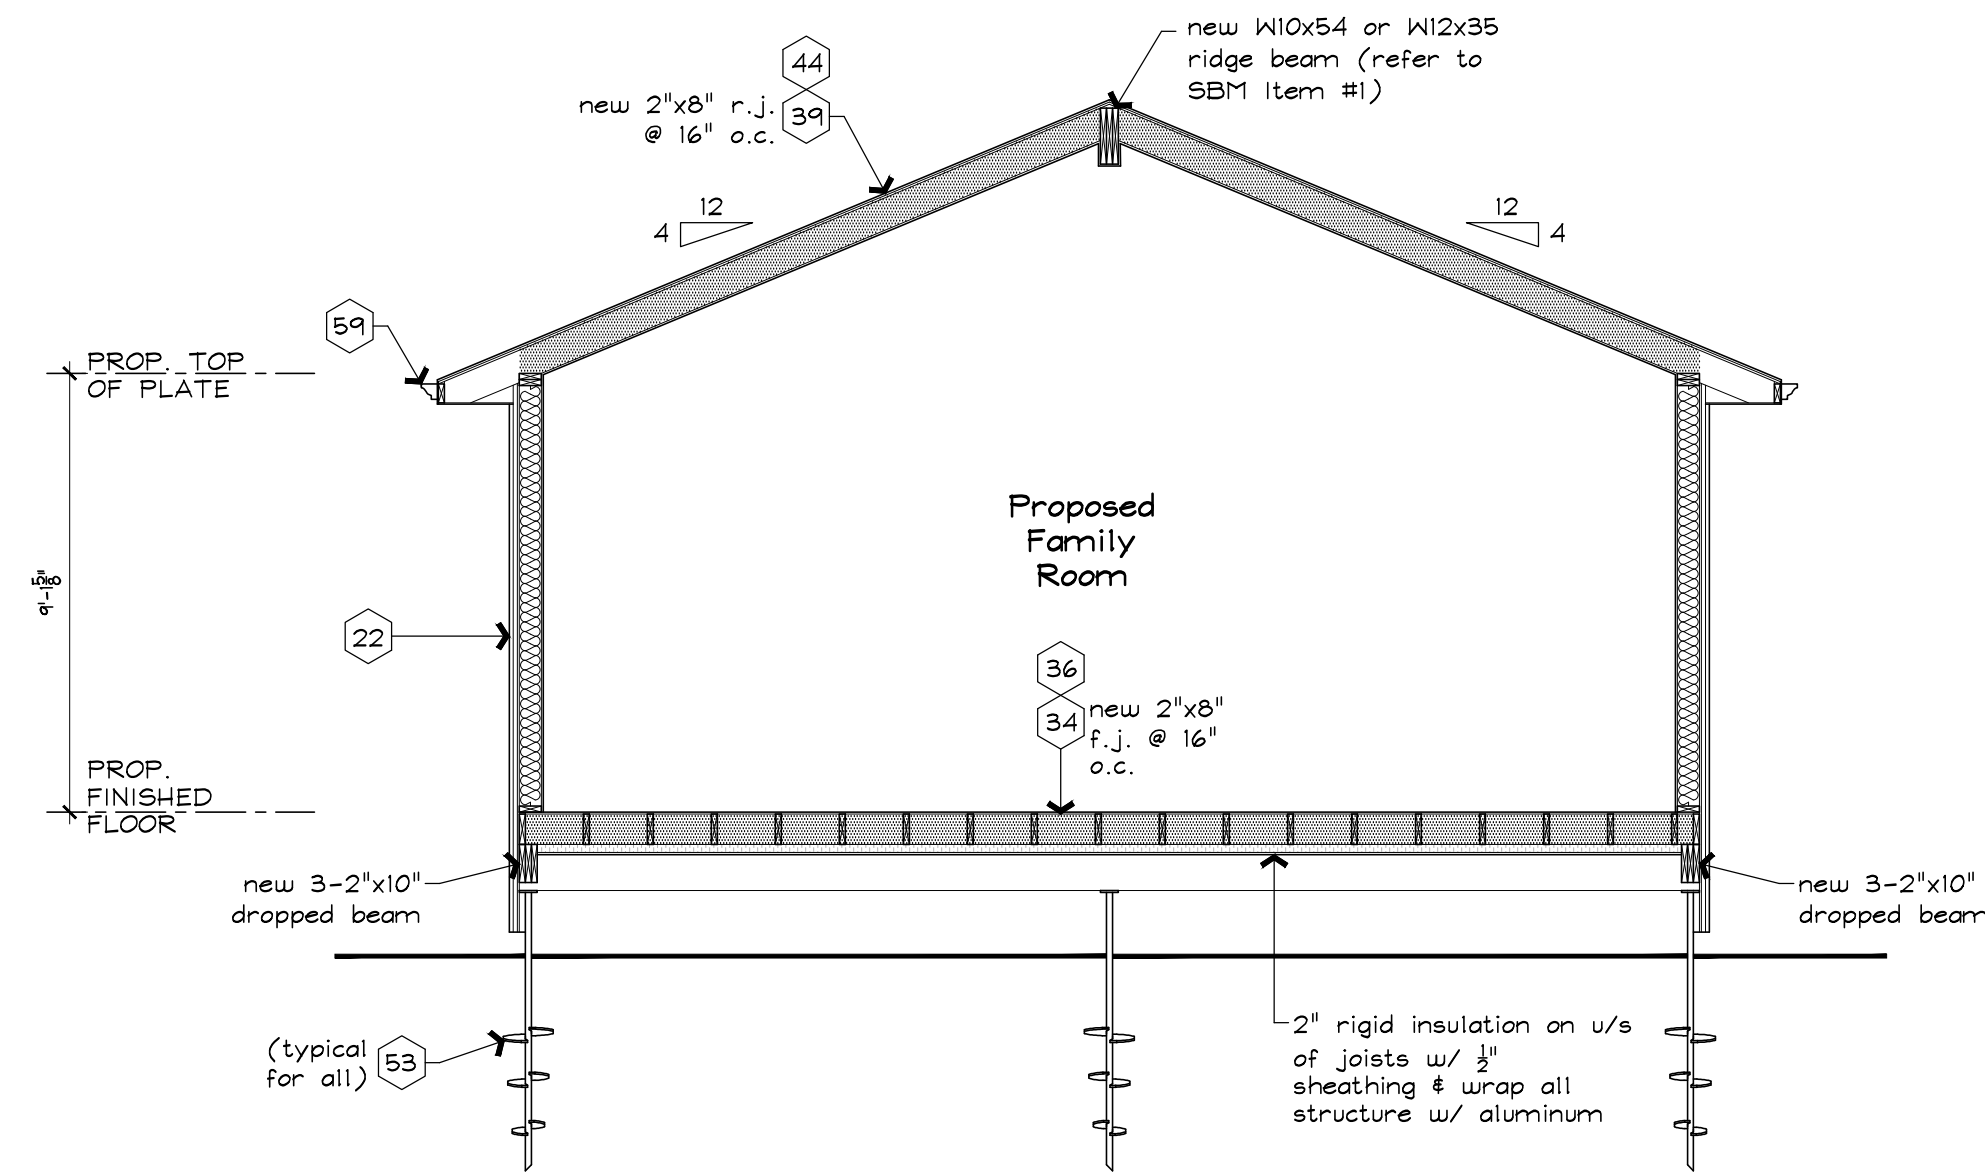 new W10x54 or W12x35
ridge beam (refer to
SBM Item #1)
44
new 2"x8" r.j.
@ 16" o.c.
39
12
4
12
4
59
PROP. TOP
OF PLATE
9'-1 5/8"
Proposed
Family
Room
22
36
34
new 2"x8"
f.j. @ 16"
o.c.
PROP.
FINISHED
FLOOR
new 3-2"x10"
dropped beam
new 3-2"x10"
dropped beam
(typical
for all)
53
2" rigid insulation on u/s
of joists w/ 1/2"
sheathing & wrap all
structure w/ aluminum